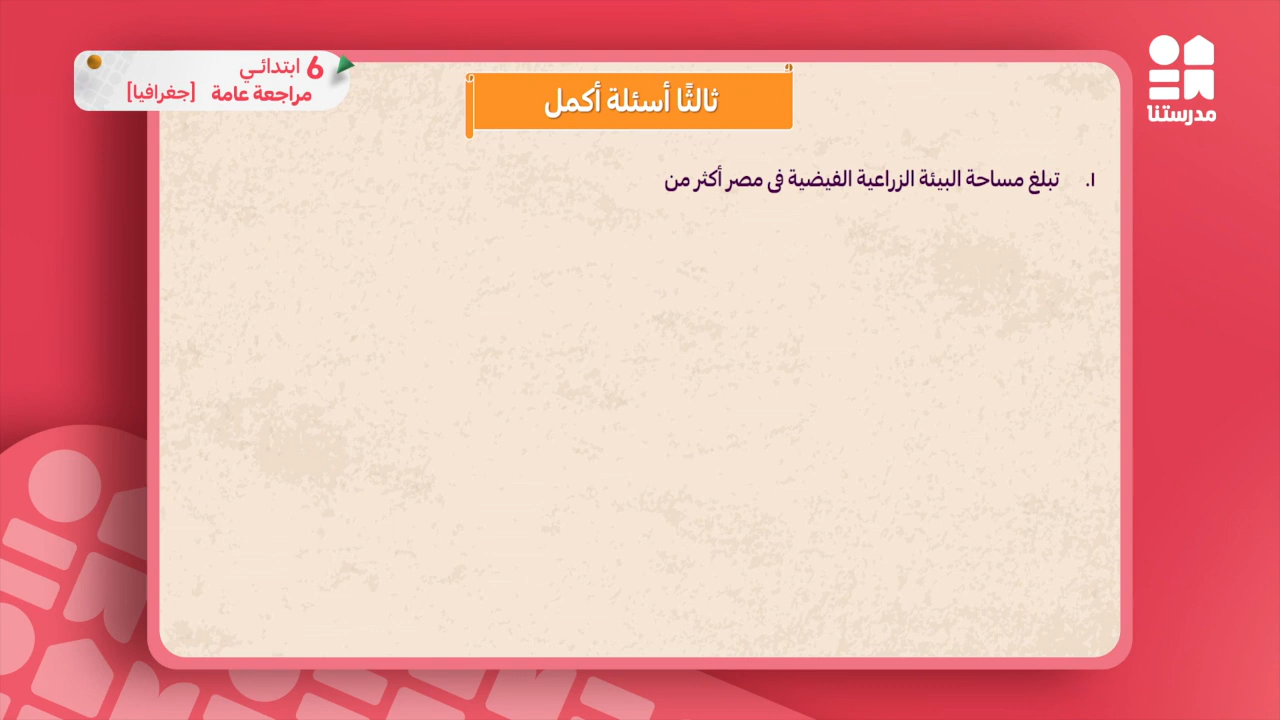 مدرستنا
6 ابتدائي
مراجعة عامة [جغرافيا]
ثالثًا أسئلة أكمل
١. تبلغ مساحة البيئة الزراعية الفيضية فى مصر أكثر من